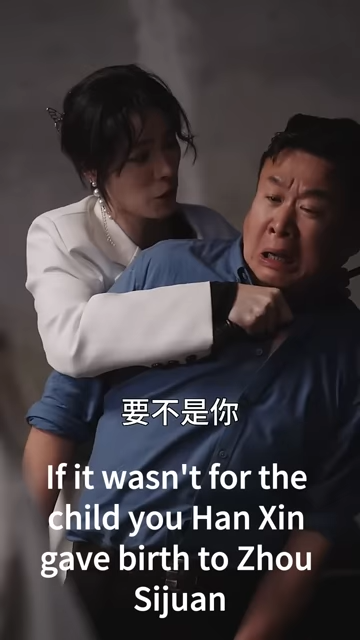 要不是你
If it wasn't for the
child you Han Xin
gave birth to Zhou
Sijuan